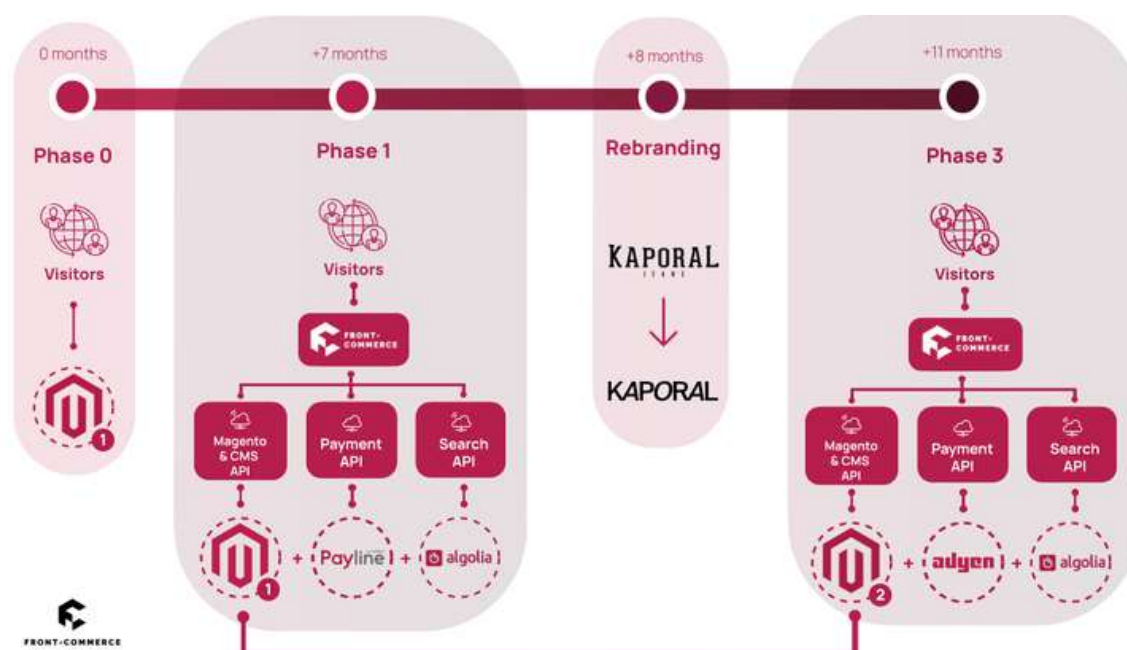 0 months
+7 months
+8 months
+11 months
Phase 0
Phase 1
Rebranding
Phase 3
Visitors
1
Visitors
FRONT-
COMMERCE
Magento
& CMS
API
Payment
API
Search
API
1
+
Payline
+
algolia
KAPORAL
JEANS
KAPORAL
Visitors
FRONT-
COMMERCE
Magento
& CMS
API
Payment
API
Search
API
2
+
adyen
+
algolia
FRONT-COMMERCE